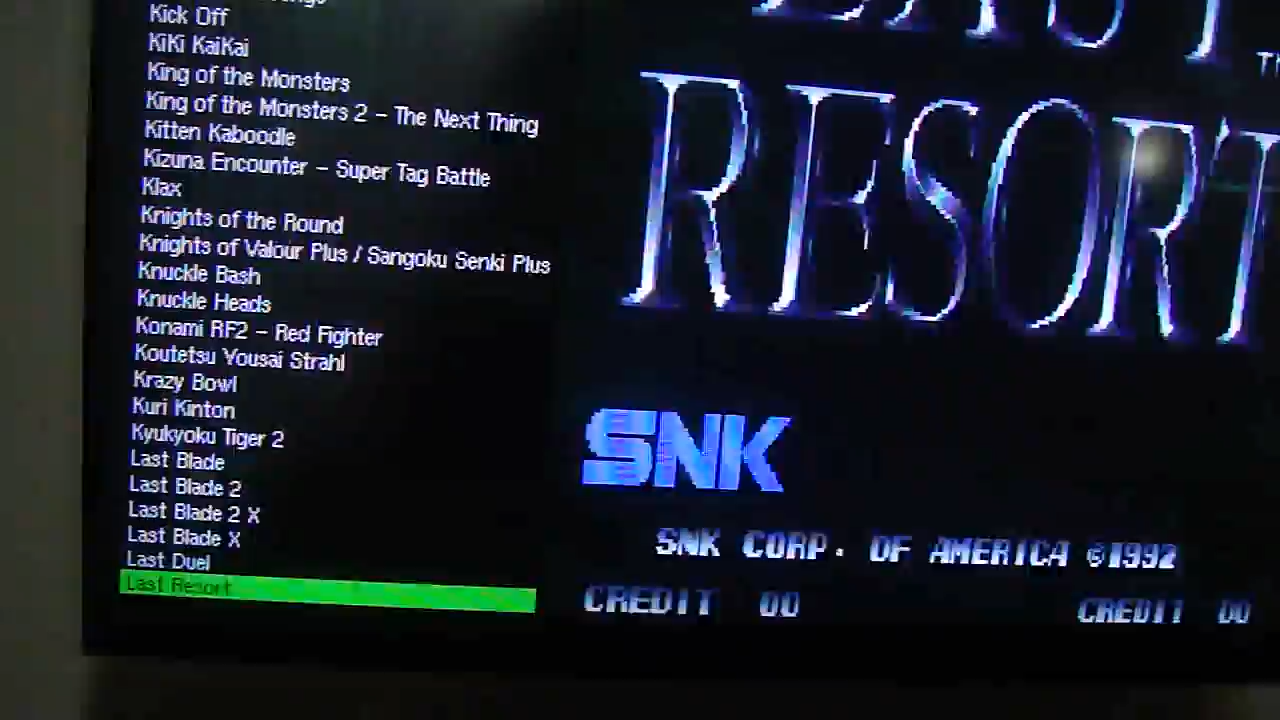 Kick Off
KiKi KaiKai
King of the Monsters
King of the Monsters 2 – The Next Thing
Kitten Kaboodle
Kizuna Encounter – Super Tag Battle
Klax
Knights of the Round
Knights of Valour Plus / Sangoku Senki Plus
Knuckle Bash
Knuckle Heads
Konami RF2 – Red Fighter
Koutetsu Yousai Strahl
Krazy Bowl
Kuri Kinton
Kyukyoku Tiger 2
Last Blade
Last Blade 2
Last Blade 2 X
Last Blade X
Last Duel
Last Resort
RESORT
SNK
SNK CORP. OF AMERICA ©1992
CREDIT 00
CREDIT 00